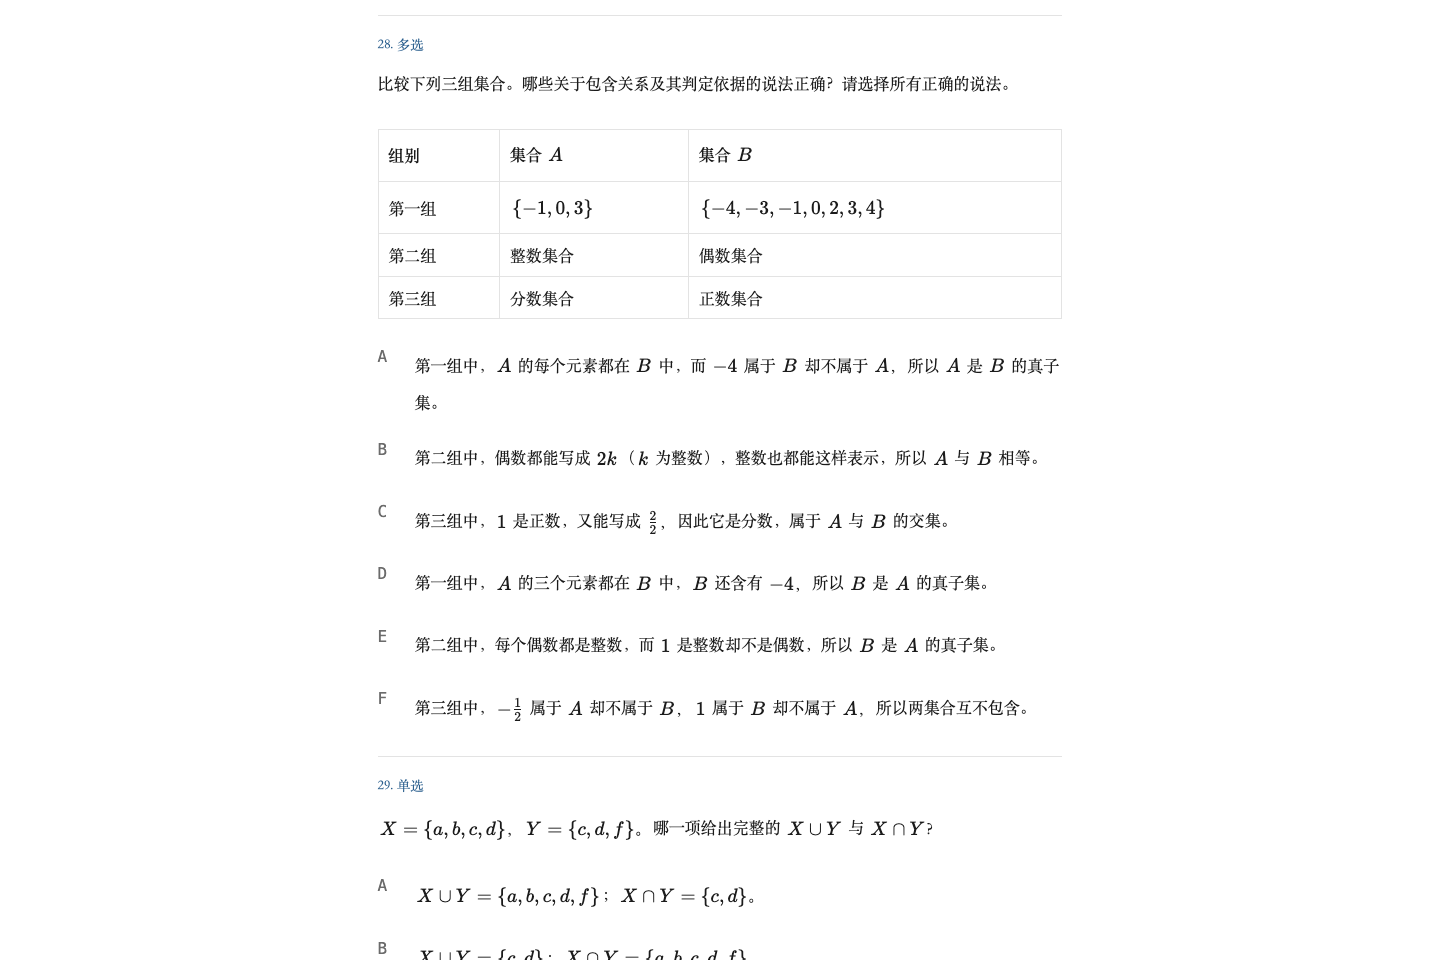 28. 多选
比较下列三组集合。哪些关于包含关系及其判定依据的说法正确？请选择所有正确的说法。
组别 集合 A 集合 B
第一组 {−1, 0, 3} {−4, −3, −1, 0, 2, 3, 4}
第二组 整数集合 偶数集合
第三组 分数集合 正数集合
A 第一组中，A 的每个元素都在 B 中，而 −4 属于 B 却不属于 A，所以 A 是 B 的真子
集。
B 第二组中，偶数都能写成 2k（k 为整数），整数也都能这样表示，所以 A 与 B 相等。
C 第三组中，1 是正数，又能写成 2/2，因此它是分数，属于 A 与 B 的交集。
D 第一组中，A 的三个元素都在 B 中，B 还含有 −4，所以 B 是 A 的真子集。
E 第二组中，每个偶数都是整数，而 1 是整数却不是偶数，所以 B 是 A 的真子集。
F 第三组中，−1/2 属于 A 却不属于 B，1 属于 B 却不属于 A，所以两集合互不包含。
29. 单选
X = {a, b, c, d}，Y = {c, d, f}。哪一项给出完整的 X ∪ Y 与 X ∩ Y？
A X ∪ Y = {a, b, c, d, f}；X ∩ Y = {c, d}。
B X ∪ Y = {c, d}；X ∩ Y = {a, b, c, d, f}